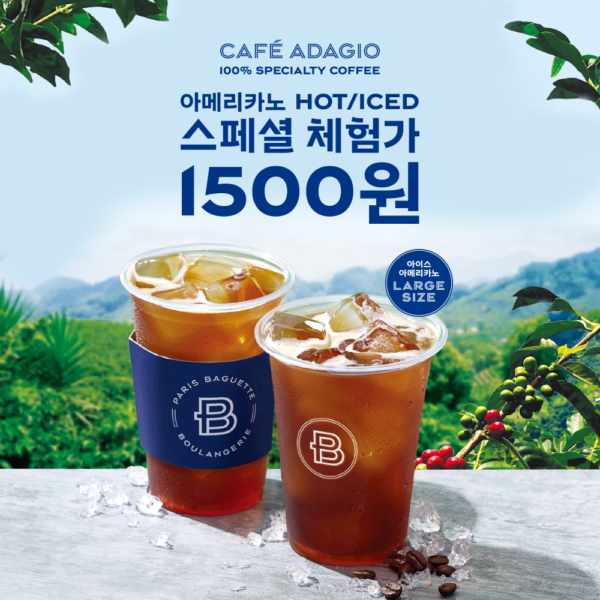 CAFÉ ADAGIO
100% SPECIALTY COFFEE
아메리카노 HOT/ICED
스페셜 체험가
1500원
아이스
아메리카노
LARGE
SIZE
PARIS BAGUETTE
B
BOULANGERIE
B